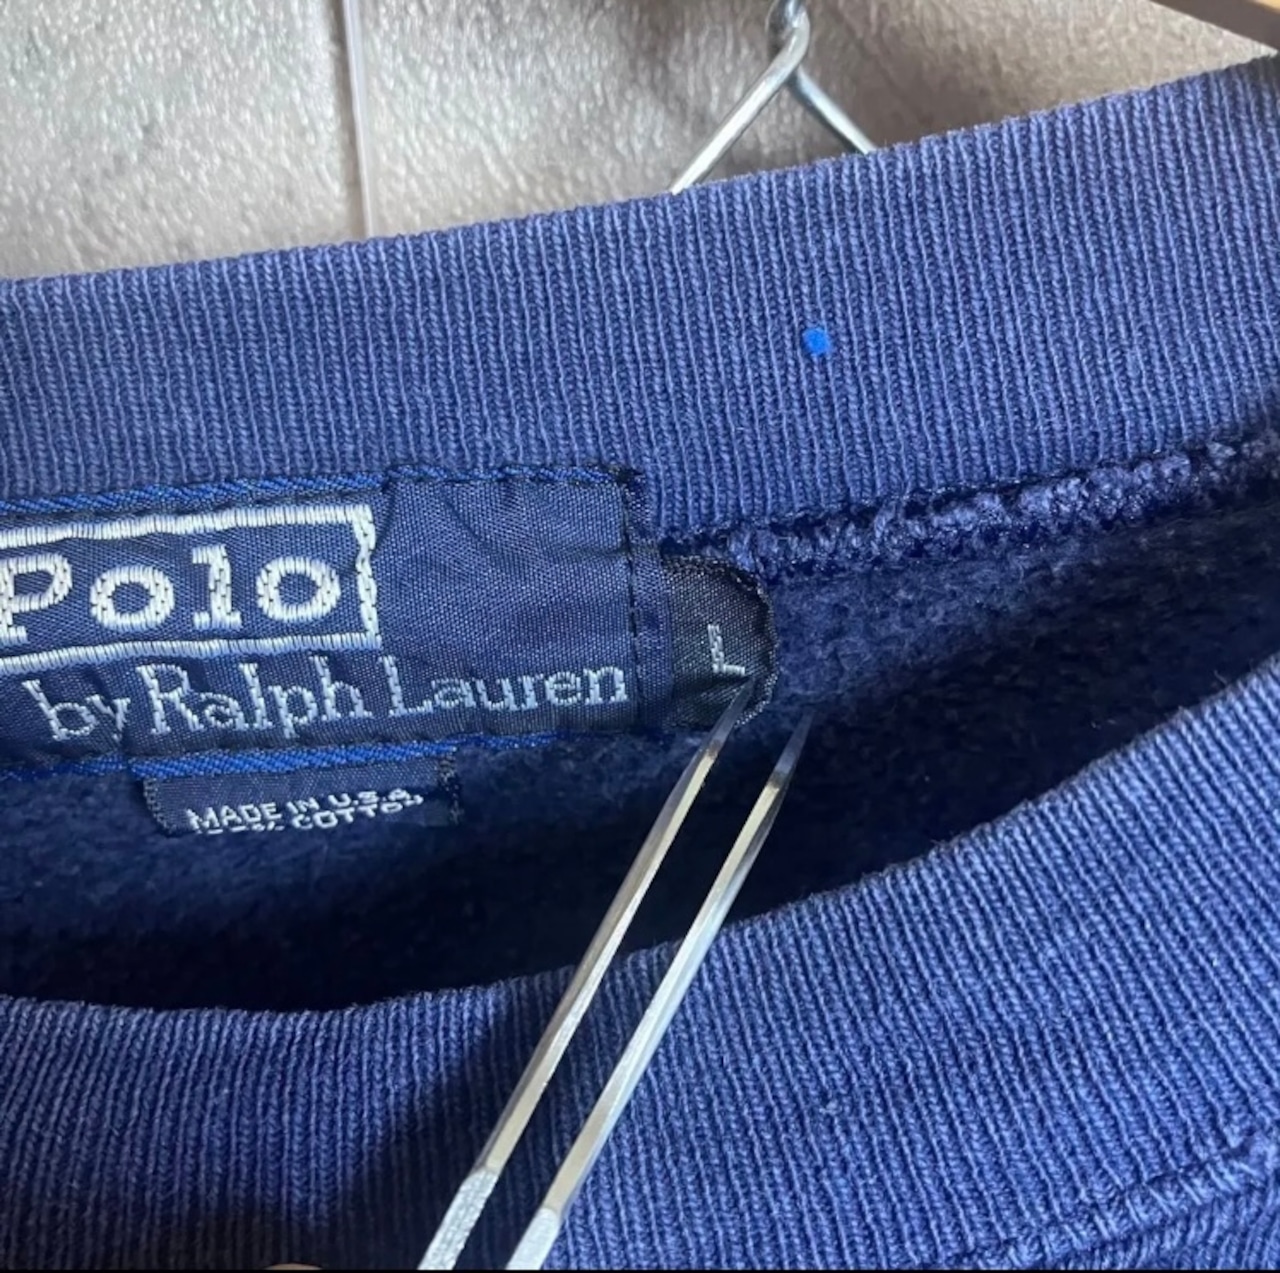 Polo
by Ralph Lauren
L
MADE IN U.S.A.
COTTON